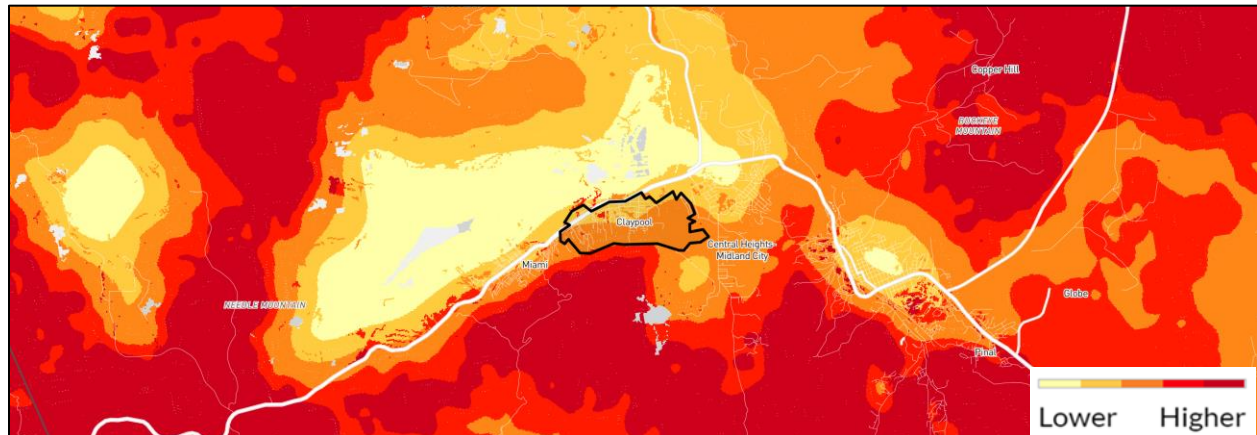 Copper Hill
BUCKEYE
MOUNTAIN
Claypool
Central Heights-
Midland City
Miami
NEEDLE MOUNTAIN
Globe
Pinal
Lower Higher